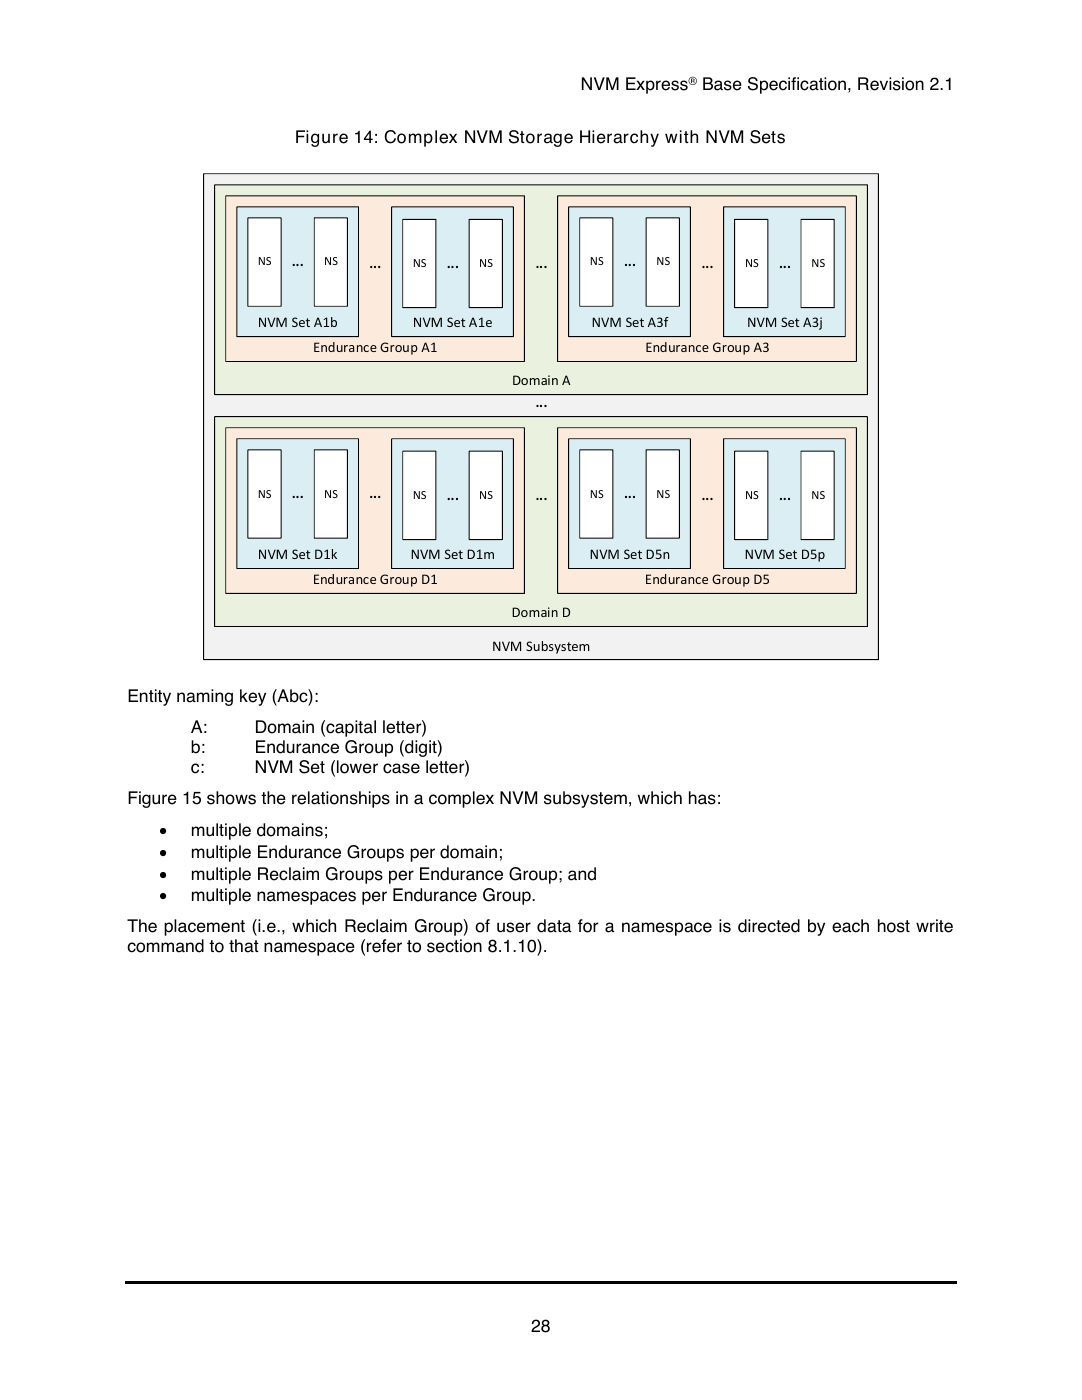 NVM Express® Base Specification, Revision 2.1
Figure 14: Complex NVM Storage Hierarchy with NVM Sets
NS ... NS ... NS ... NS ... NS ... NS ... NS ... NS
NVM Set A1b NVM Set A1e NVM Set A3f NVM Set A3j
Endurance Group A1 Endurance Group A3
Domain A
...
NS ... NS ... NS ... NS ... NS ... NS ... NS ... NS
NVM Set D1k NVM Set D1m NVM Set D5n NVM Set D5p
Endurance Group D1 Endurance Group D5
Domain D
NVM Subsystem
Entity naming key (Abc):
A: Domain (capital letter)
b: Endurance Group (digit)
c: NVM Set (lower case letter)
Figure 15 shows the relationships in a complex NVM subsystem, which has:
• multiple domains;
• multiple Endurance Groups per domain;
• multiple Reclaim Groups per Endurance Group; and
• multiple namespaces per Endurance Group.
The placement (i.e., which Reclaim Group) of user data for a namespace is directed by each host write
command to that namespace (refer to section 8.1.10).
28